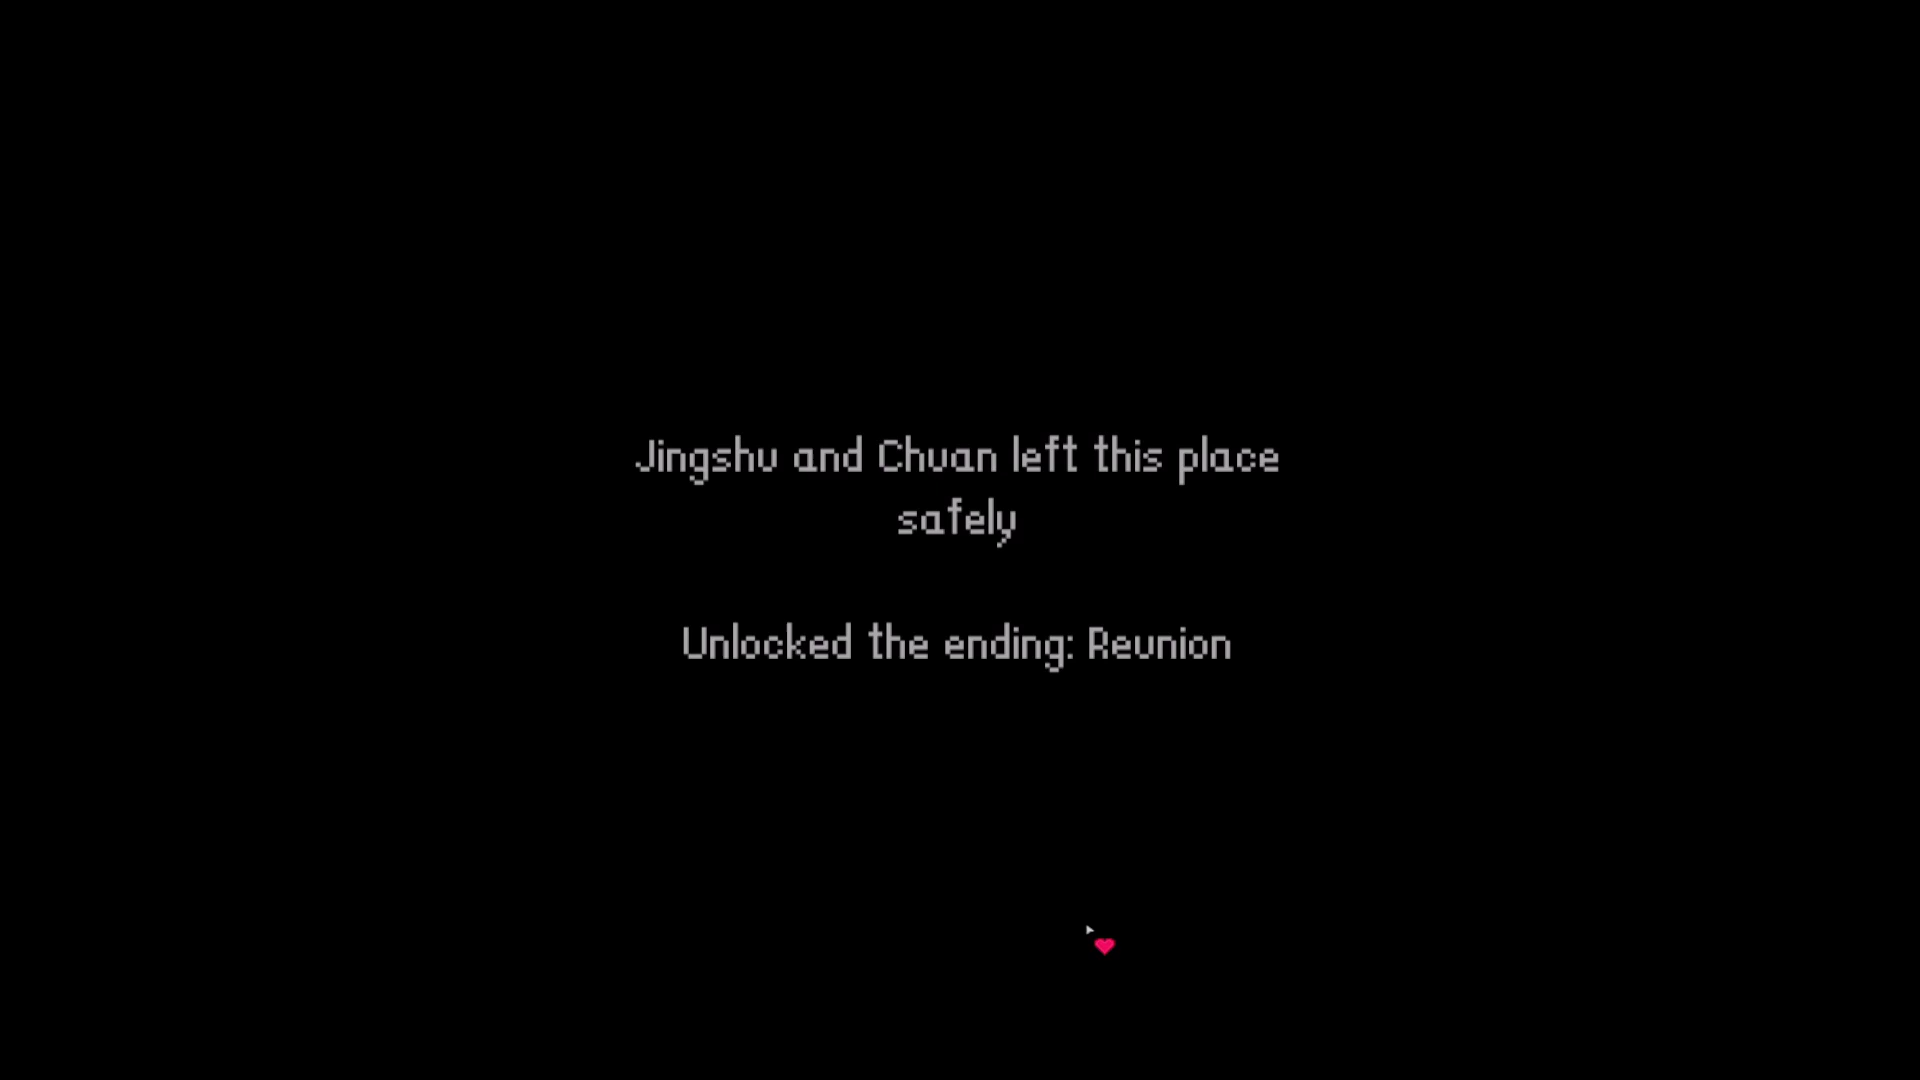 Jingshu and Chuan left this place
safely
Unlocked the ending: Reunion